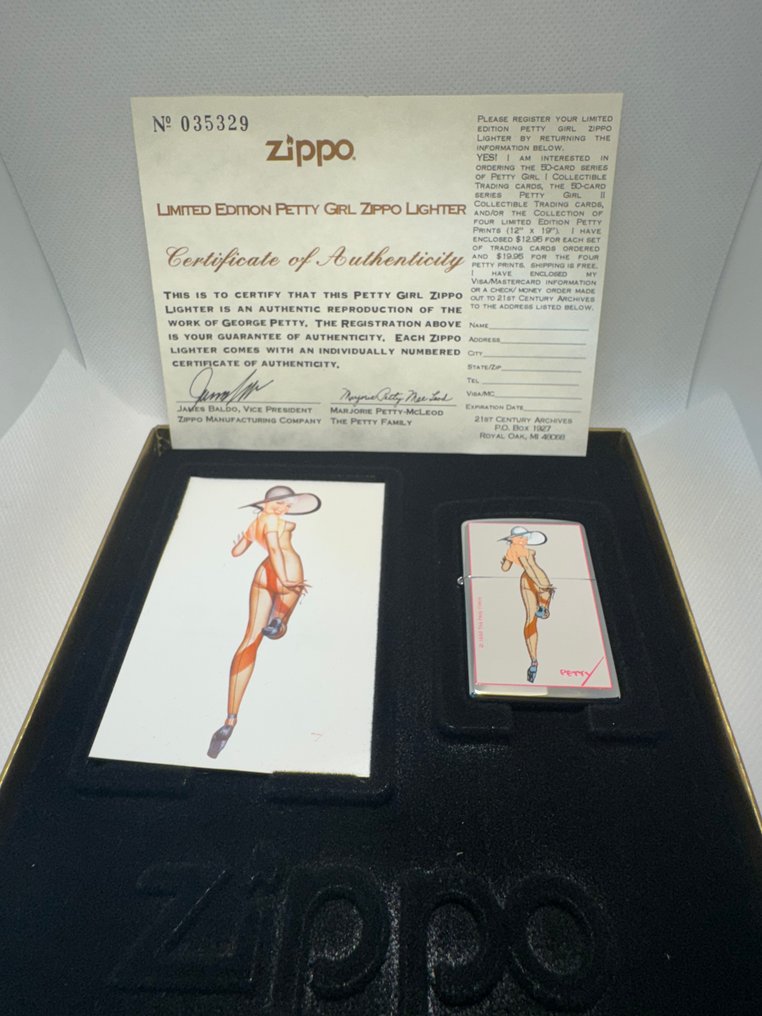 Nº 035329
zippo
LIMITED EDITION PETTY GIRL ZIPPO LIGHTER
Certificate of Authenticity
THIS IS TO CERTIFY THAT THIS PETTY GIRL ZIPPO
LIGHTER IS AN AUTHENTIC REPRODUCTION OF THE
WORK OF GEORGE PETTY. THE REGISTRATION ABOVE
IS YOUR GUARANTEE OF AUTHENTICITY. EACH ZIPPO
LIGHTER COMES WITH AN INDIVIDUALLY NUMBERED
CERTIFICATE OF AUTHENTICITY.
JAMES BALDO, VICE PRESIDENT
ZIPPO MANUFACTURING COMPANY
Marjorie Petty Mac Leod
MARJORIE PETTY-MCLEOD
THE PETTY FAMILY
PLEASE REGISTER YOUR LIMITED
EDITION PETTY GIRL ZIPPO
LIGHTER BY RETURNING THE
INFORMATION BELOW.
YES! I AM INTERESTED IN
ORDERING THE 50-CARD SERIES
OF PETTY GIRL I COLLECTIBLE
TRADING CARDS, THE 50-CARD
SERIES PETTY GIRL II
COLLECTIBLE TRADING CARDS,
AND/OR THE COLLECTION OF
FOUR LIMITED EDITION PETTY
PRINTS (12" X 19"). I HAVE
ENCLOSED $12.95 FOR EACH SET
OF TRADING CARDS ORDERED
AND $19.95 FOR THE FOUR
PETTY PRINTS. SHIPPING IS FREE.
I HAVE ENCLOSED MY
VISA/MASTERCARD INFORMATION
OR A CHECK/ MONEY ORDER MADE
OUT TO 21ST CENTURY ARCHIVES
TO THE ADDRESS LISTED BELOW.
NAME
ADDRESS
CITY
STATE/ZIP
TEL
VISA/MC
EXPIRATION DATE
21ST CENTURY ARCHIVES
P.O. BOX 1927
ROYAL OAK, MI 48068
PETTY
zippo